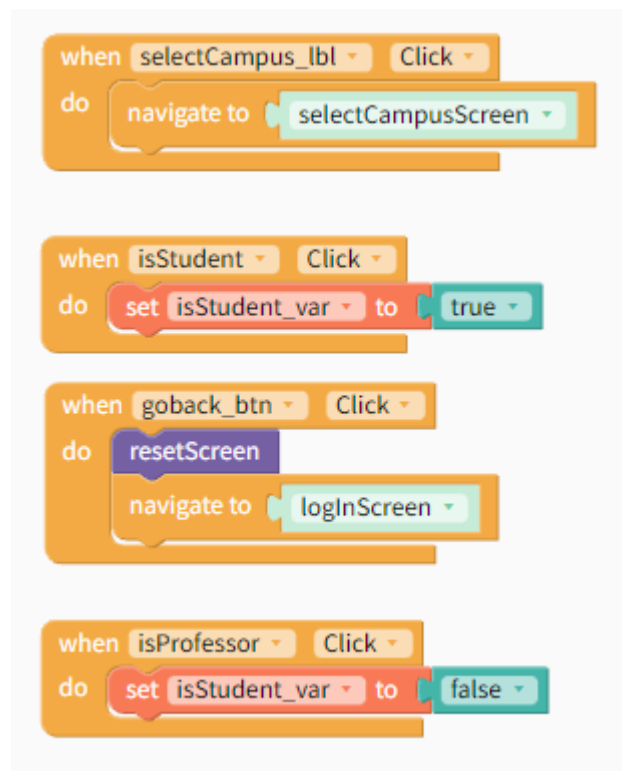 when selectCampus_lbl Click
do navigate to selectCampusScreen
when isStudent Click
do set isStudent_var to true
when goback_btn Click
do resetScreen
navigate to logInScreen
when isProfessor Click
do set isStudent_var to false